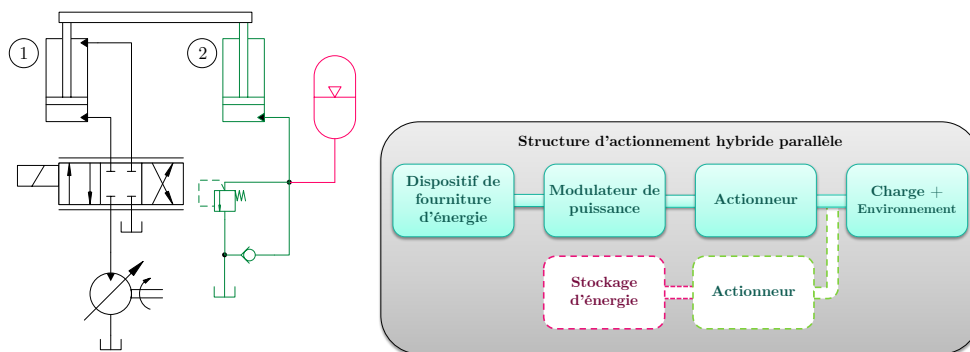 1
2
Structure d'actionnement hybride parallèle
Dispositif de
fourniture
d'énergie
Modulateur de
puissance
Actionneur
Charge +
Environnement
Stockage
d'énergie
Actionneur